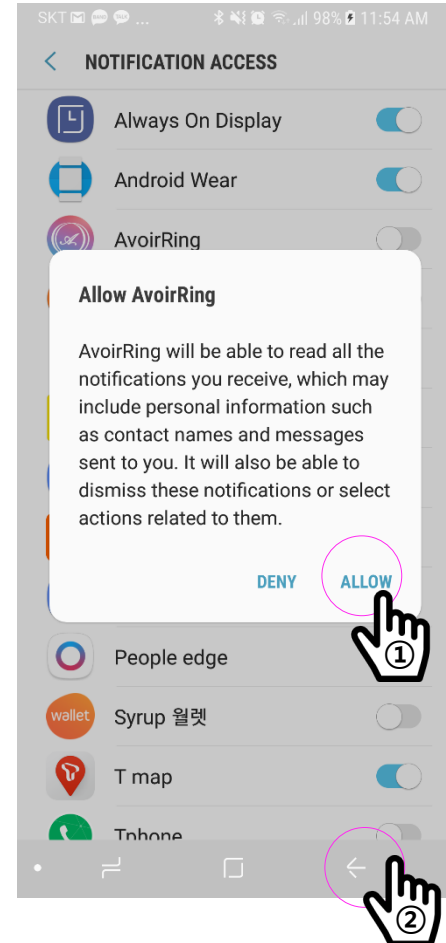 SKT ... 98% 11:54 AM
NOTIFICATION ACCESS
Always On Display
Android Wear
AvoirRing
Allow AvoirRing
AvoirRing will be able to read all the
notifications you receive, which may
include personal information such
as contact names and messages
sent to you. It will also be able to
dismiss these notifications or select
actions related to them.
DENY ALLOW
①
People edge
wallet Syrup 월렛
T map
Tphone
②